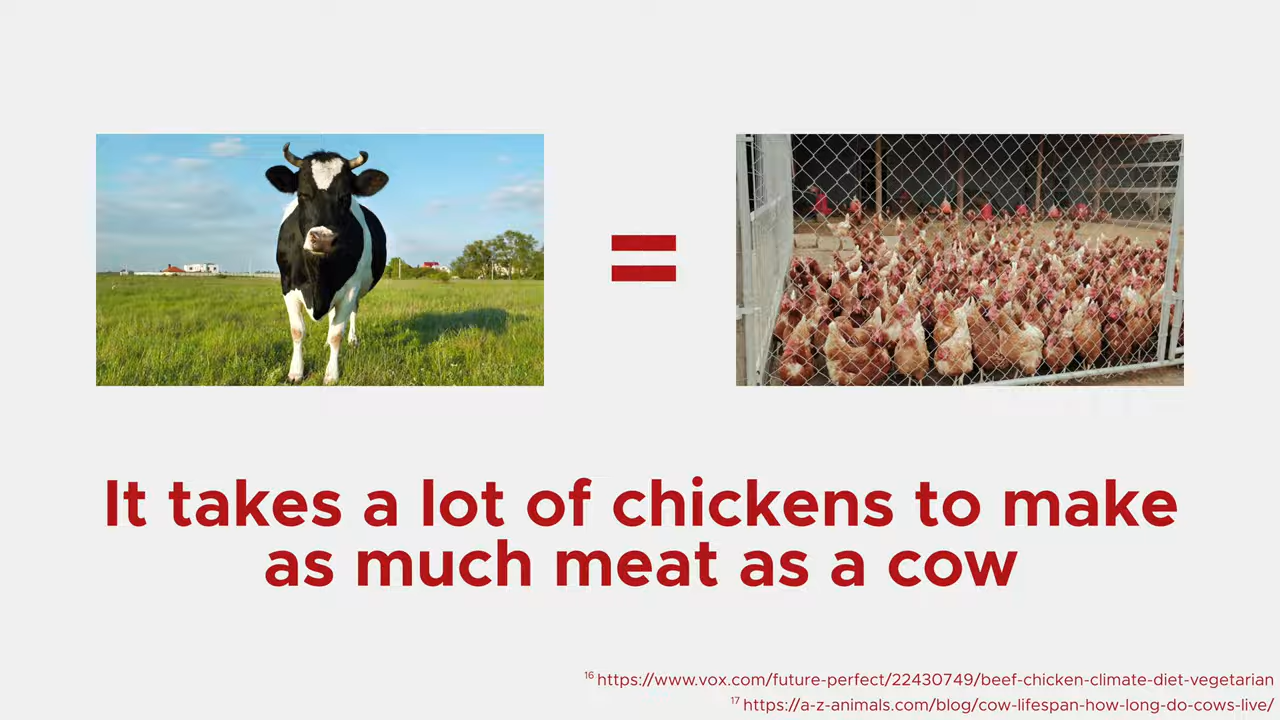 It takes a lot of chickens to make
as much meat as a cow
16 https://www.vox.com/future-perfect/22430749/beef-chicken-climate-diet-vegetarian
17 https://a-z-animals.com/blog/cow-lifespan-how-long-do-cows-live/